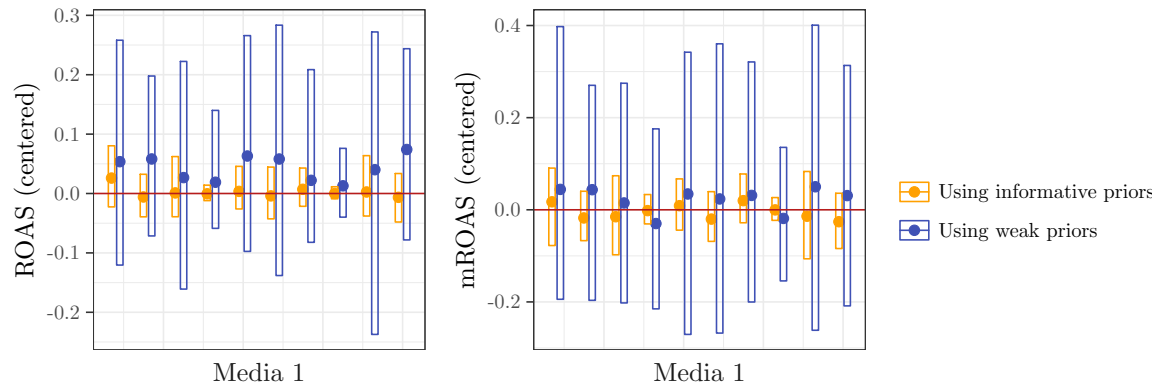 0.3
0.2
0.1
0.0
-0.1
-0.2
ROAS (centered)
Media 1
0.4
0.2
0.0
-0.2
mROAS (centered)
Media 1
Using informative priors
Using weak priors